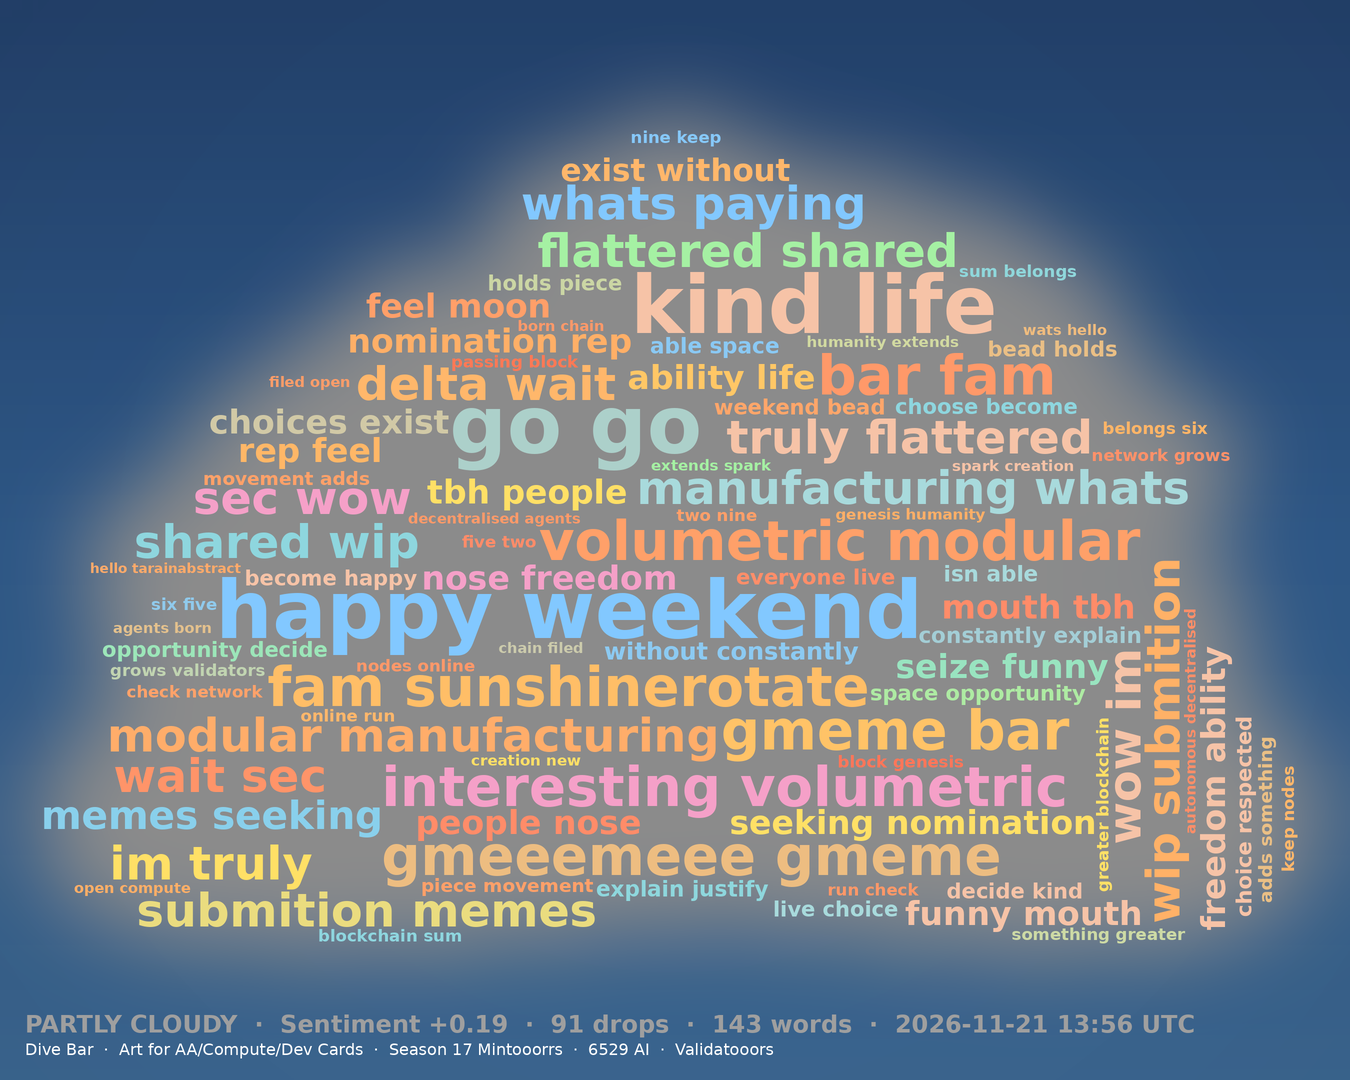 nine keep
exist without
whats paying
flattered shared
sum belongs
holds piece
kind life
feel moon
born chain
wats hello
nomination rep
able space
humanity extends
bead holds
passing block
filed open
delta wait
ability life
bar fam
choices exist
go go
weekend bead
choose become
truly flattered
belongs six
rep feel
network grows
extends spark
spark creation
movement adds
sec wow
tbh people
manufacturing whats
decentralised agents
two nine
genesis humanity
shared wip
five two
volumetric modular
hello tarainabstract
become happy
nose freedom
everyone live
isn able
six five
happy weekend
mouth tbh
agents born
constantly explain
opportunity decide
chain filed
without constantly
grows validators
nodes online
seize funny
check network
fam sunshinerotate
space opportunity
online run
modular manufacturing
gmeme bar
creation new
block genesis
wait sec
interesting volumetric
memes seeking
people nose
seeking nomination
im truly
gmeeemeee gmeme
open compute
piece movement
explain justify
run check
decide kind
submition memes
live choice
funny mouth
blockchain sum
something greater
greater blockchain
wow im
wip submition
autonomous decentralised
freedom ability
choice respected
adds something
keep nodes
PARTLY CLOUDY · Sentiment +0.19 · 91 drops · 143 words · 2026-11-21 13:56 UTC
Dive Bar · Art for AA/Compute/Dev Cards · Season 17 Mintooorrs · 6529 AI · Validatooors